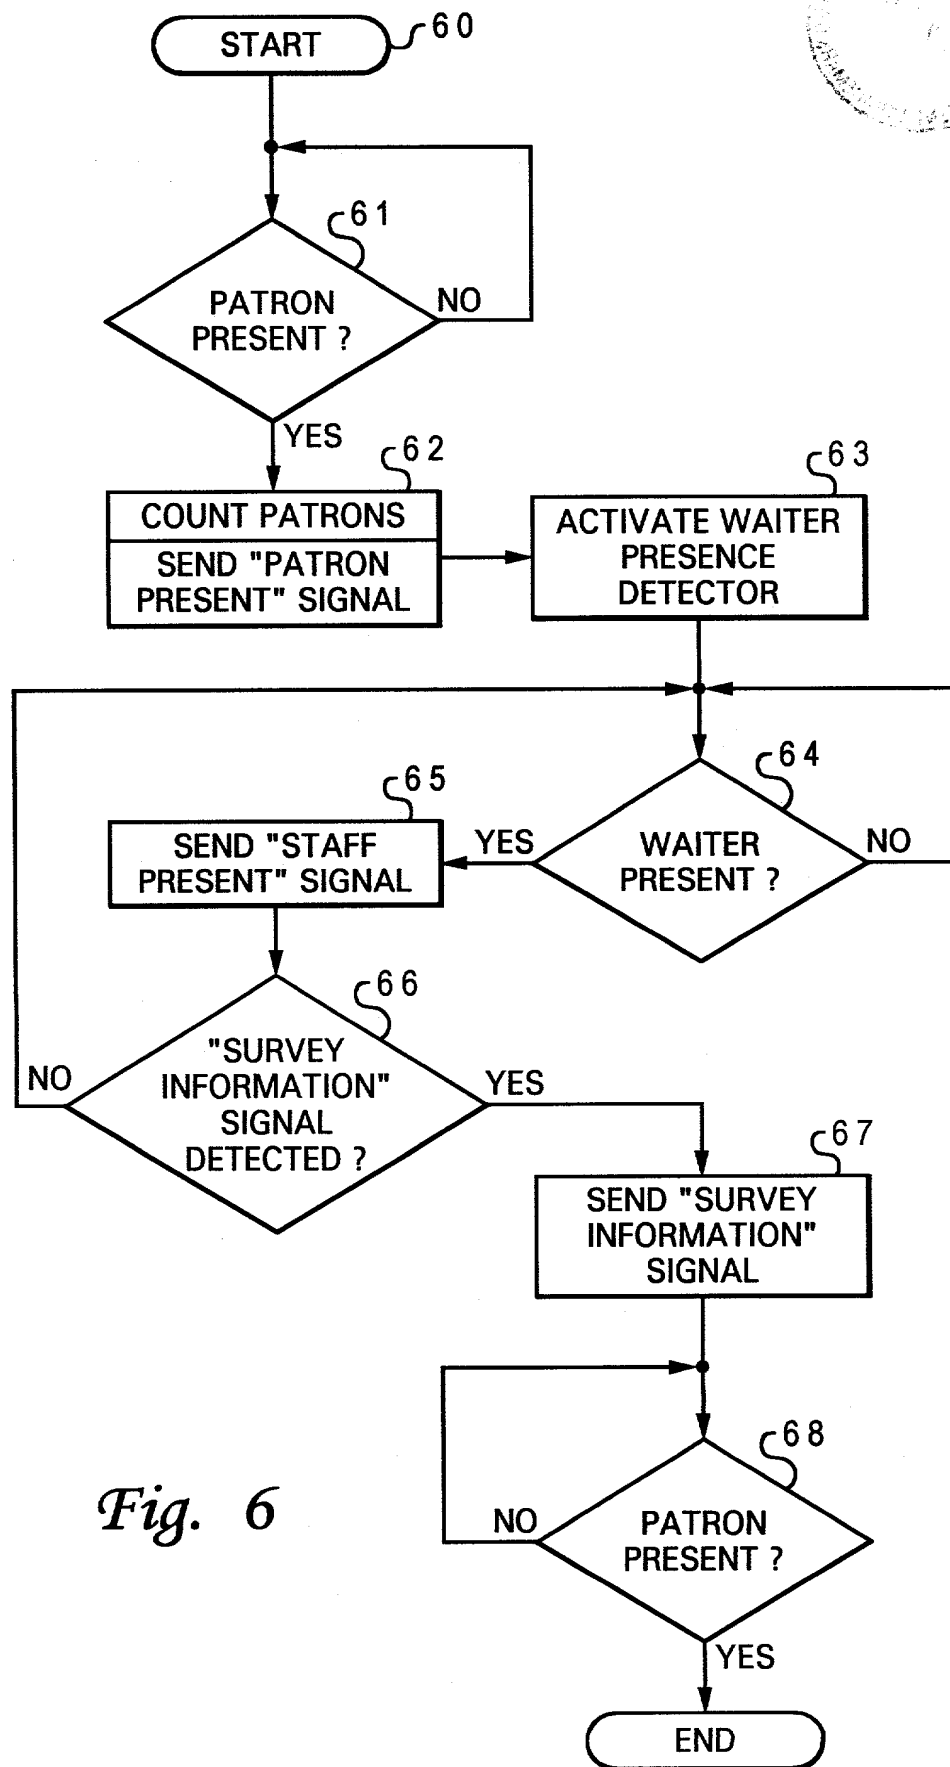 START
60
61
PATRON
PRESENT ?
NO
YES
62
COUNT PATRONS
SEND "PATRON
PRESENT" SIGNAL
63
ACTIVATE WAITER
PRESENCE
DETECTOR
64
WAITER
PRESENT ?
YES
NO
65
SEND "STAFF
PRESENT" SIGNAL
66
"SURVEY
INFORMATION"
SIGNAL
DETECTED ?
NO
YES
67
SEND "SURVEY
INFORMATION"
SIGNAL
68
PATRON
PRESENT ?
NO
YES
END
Fig. 6